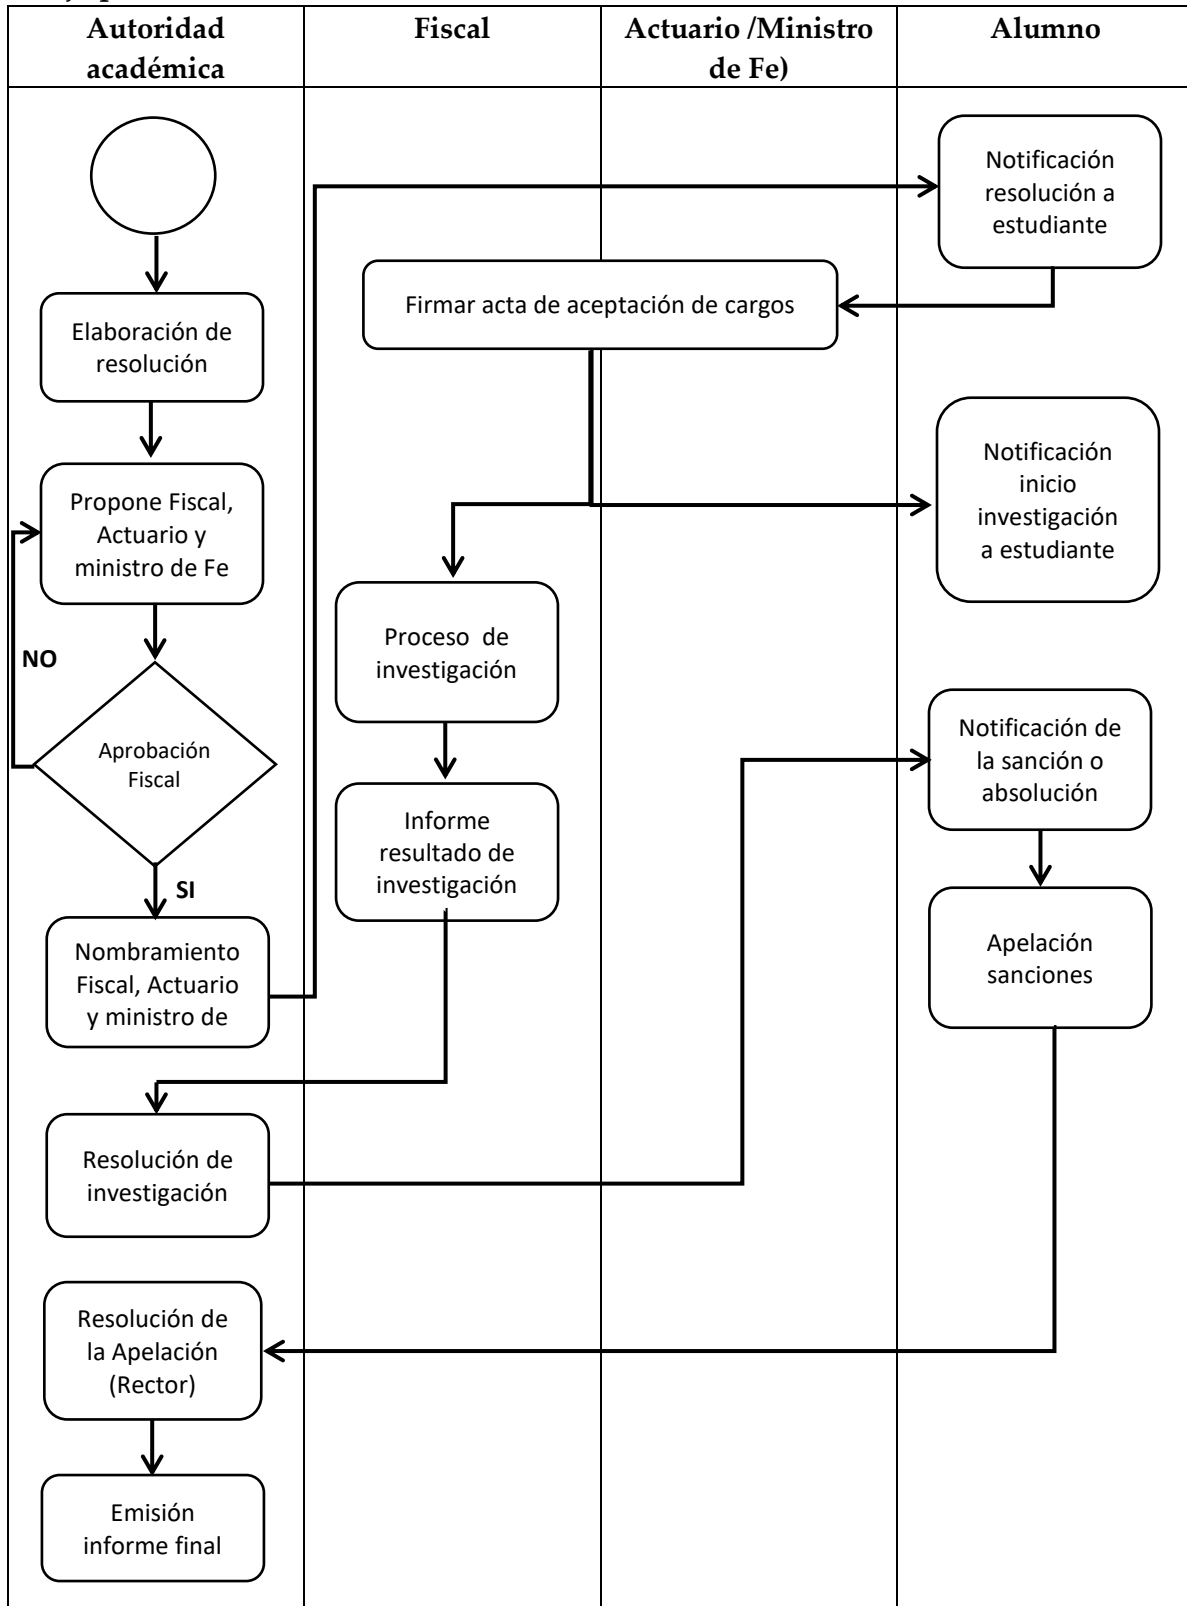 Autoridad
académica
Fiscal
Actuario /Ministro
de Fe)
Alumno
Notificación
resolución a
estudiante
Firmar acta de aceptación de cargos
Elaboración de
resolución
Notificación
inicio
investigación
a estudiante
Propone Fiscal,
Actuario y
ministro de Fe
NO
Proceso de
investigación
Aprobación
Fiscal
Notificación de
la sanción o
absolución
Informe
resultado de
investigación
SI
Nombramiento
Fiscal, Actuario
y ministro de
Apelación
sanciones
Resolución de
investigación
Resolución de
la Apelación
(Rector)
Emisión
informe final